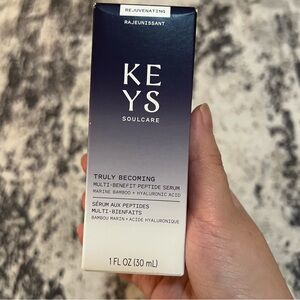 REJUVENATING
RAJEUNISSANT
KE
YS
SOULCARE
TRULY BECOMING
MULTI-BENEFIT PEPTIDE SERUM
MARINE BAMBOO + HYALURONIC ACID
SÉRUM AUX PEPTIDES
MULTI-BIENFAITS
BAMBOU MARIN + ACIDE HYALURONIQUE
1 FL OZ (30 mL)